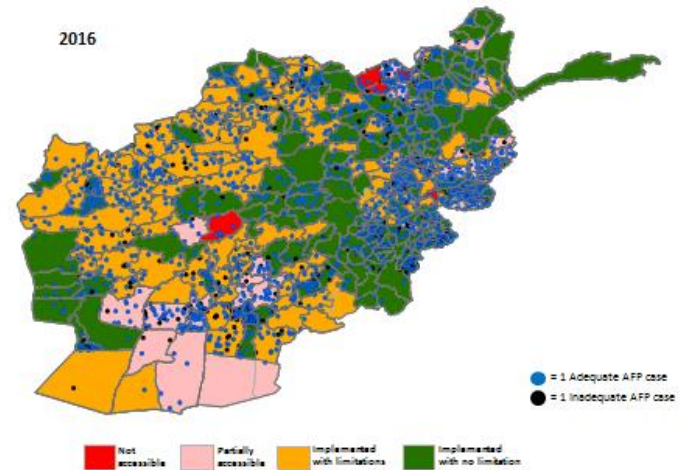 2016
= 1 Adequate AFP case
= 1 Inadequate AFP case
Not
accessible
Partially
accessible
Implemented
with limitations
Implemented
with no limitation